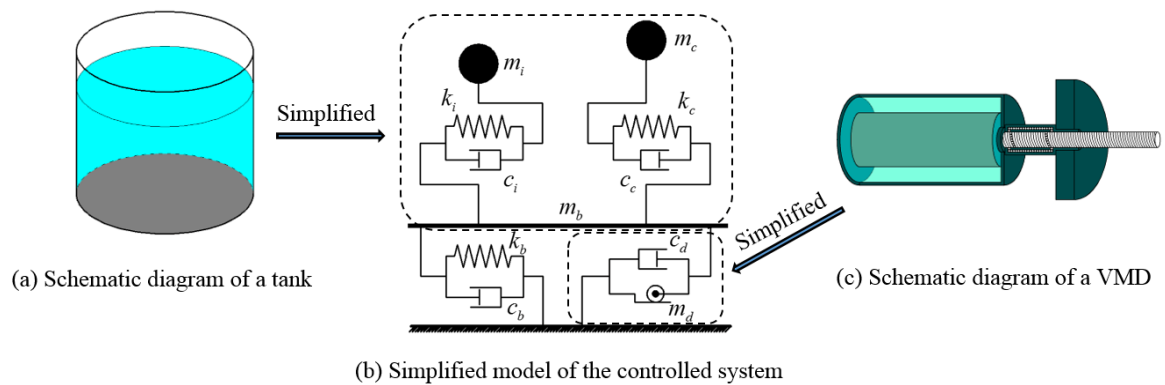 Simplified
m_i
m_c
k_i
k_c
c_i
c_c
m_b
k_b
c_d
c_b
m_d
Simplified
(a) Schematic diagram of a tank
(c) Schematic diagram of a VMD
(b) Simplified model of the controlled system